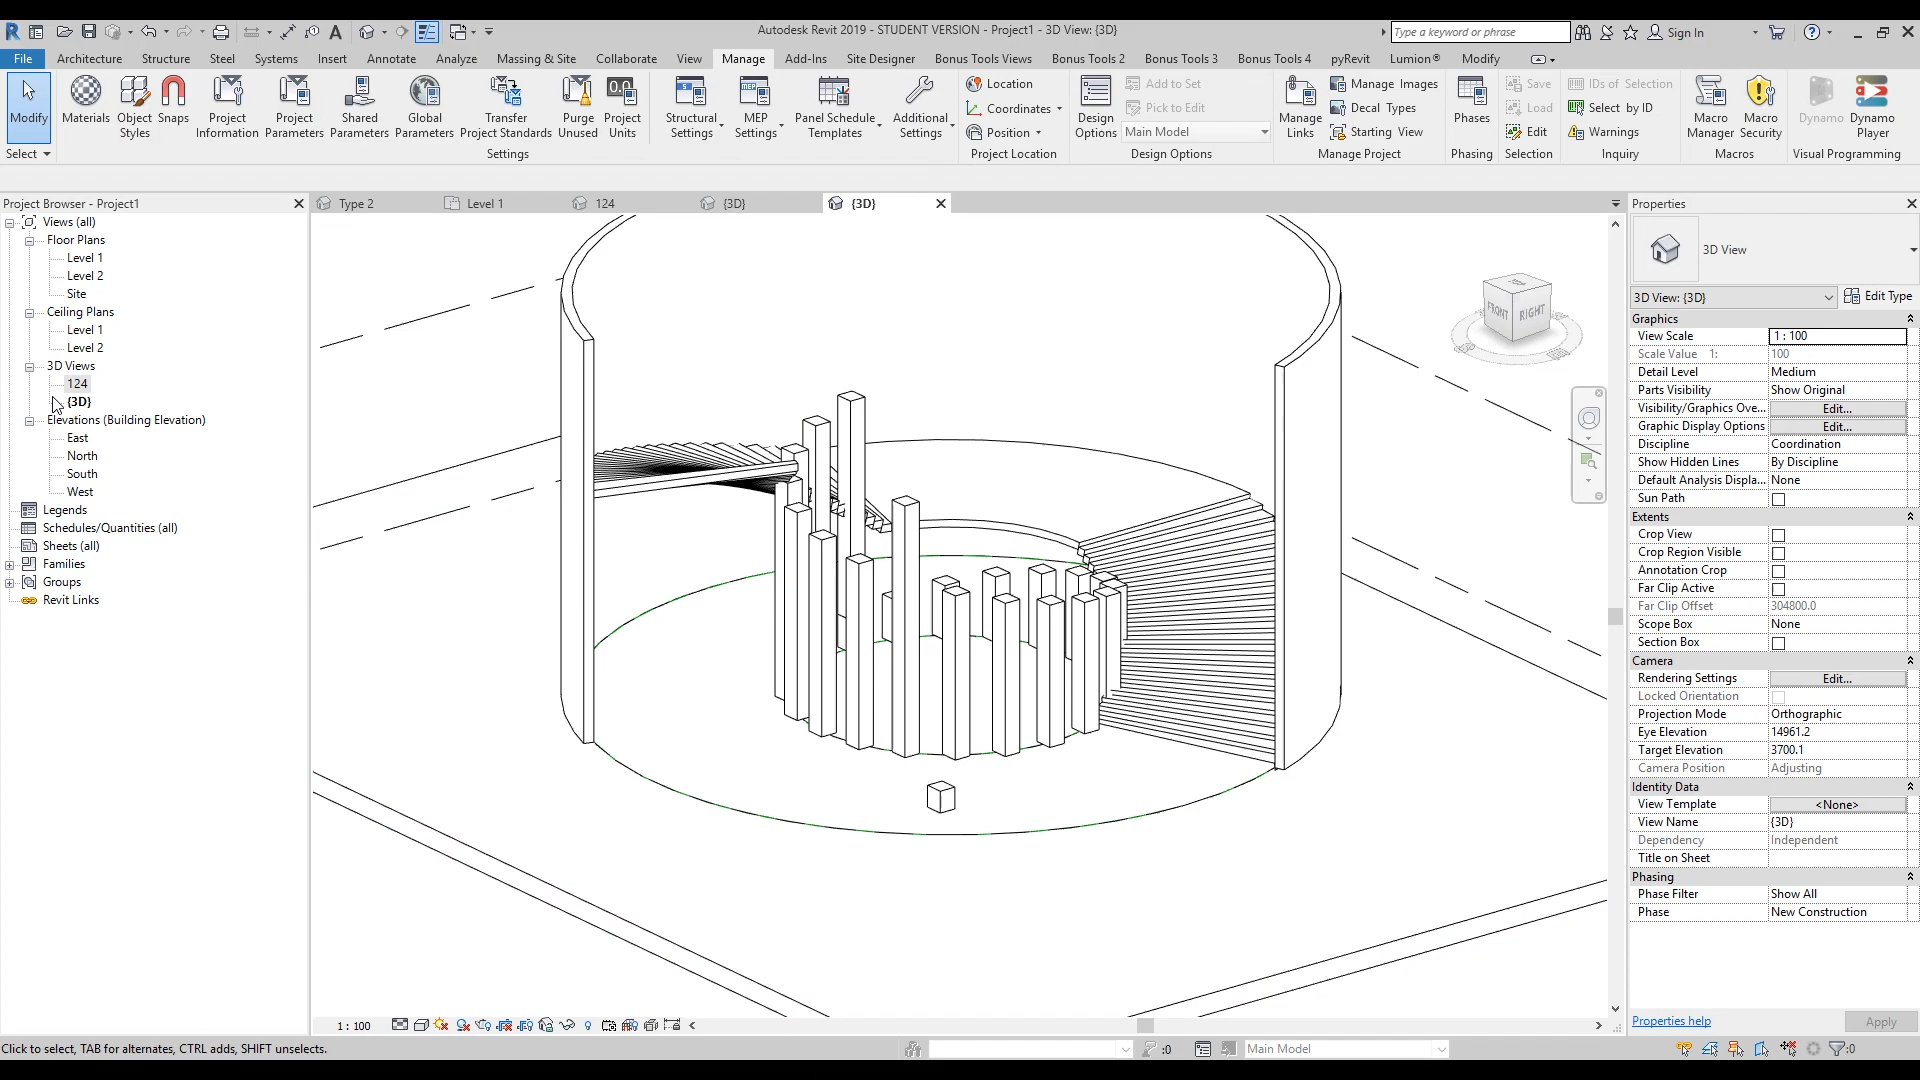 Autodesk Revit 2019 - STUDENT VERSION - Project1 - 3D View: {3D}
Type a keyword or phrase
Sign In
File Architecture Structure Steel Systems Insert Annotate Analyze Massing & Site Collaborate View Manage Add-Ins Site Designer Bonus Tools Views Bonus Tools 2 Bonus Tools 3 Bonus Tools 4 pyRevit Lumion® Modify
Modify
Materials
Object Styles
Snaps
Project Information
Project Parameters
Shared Parameters
Global Parameters
Transfer Project Standards
Purge Unused
Project Units
Structural Settings
MEP Settings
Panel Schedule Templates
Additional Settings
Location
Coordinates
Position
Design Options
Add to Set
Pick to Edit
Main Model
Manage Links
Manage Images
Decal Types
Starting View
Phases
Save
Load
Edit
IDs of Selection
Select by ID
Warnings
Macro Manager
Macro Security
Dynamo
Dynamo Player
Select
Settings
Project Location
Design Options
Manage Project
Phasing
Selection
Inquiry
Macros
Visual Programming
Project Browser - Project1
Views (all)
Floor Plans
Level 1
Level 2
Site
Ceiling Plans
Level 1
Level 2
3D Views
124
{3D}
Elevations (Building Elevation)
East
North
South
West
Legends
Schedules/Quantities (all)
Sheets (all)
Families
Groups
Revit Links
Type 2
Level 1
124
{3D}
{3D}
FRONT
RIGHT
Properties
3D View
3D View: {3D}
Edit Type
Graphics
View Scale 1 : 100
Scale Value 1: 100
Detail Level Medium
Parts Visibility Show Original
Visibility/Graphics Ove... Edit...
Graphic Display Options Edit...
Discipline Coordination
Show Hidden Lines By Discipline
Default Analysis Displa... None
Sun Path
Extents
Crop View
Crop Region Visible
Annotation Crop
Far Clip Active
Far Clip Offset 304800.0
Scope Box None
Section Box
Camera
Rendering Settings Edit...
Locked Orientation
Projection Mode Orthographic
Eye Elevation 14961.2
Target Elevation 3700.1
Camera Position Adjusting
Identity Data
View Template <None>
View Name {3D}
Dependency Independent
Title on Sheet
Phasing
Phase Filter Show All
Phase New Construction
Properties help
Apply
1 : 100
Click to select, TAB for alternates, CTRL adds, SHIFT unselects.
:0
Main Model
:0